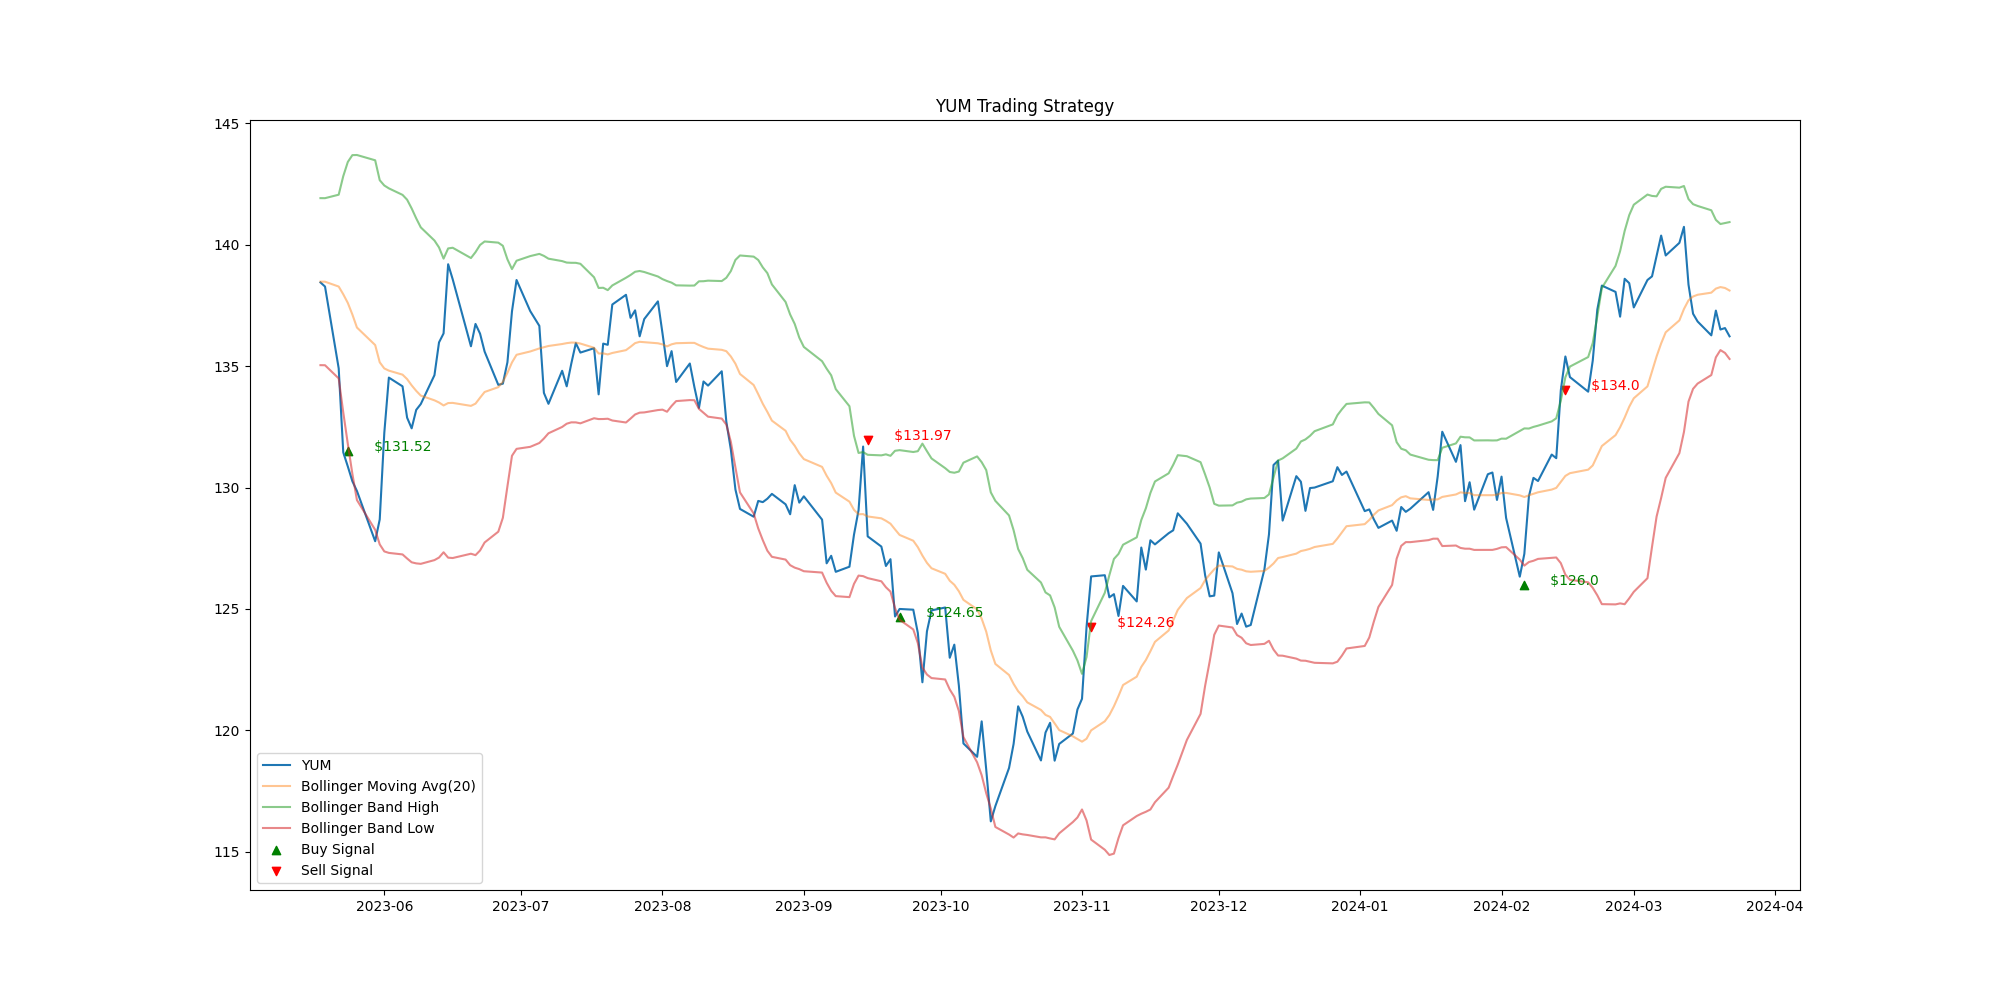 YUM Trading Strategy
145
140
135
130
125
120
115
$131.52
$131.97
$124.65
$124.26
$126.0
$134.0
YUM
Bollinger Moving Avg(20)
Bollinger Band High
Bollinger Band Low
Buy Signal
Sell Signal
2023-06 2023-07 2023-08 2023-09 2023-10 2023-11 2023-12 2024-01 2024-02 2024-03 2024-04